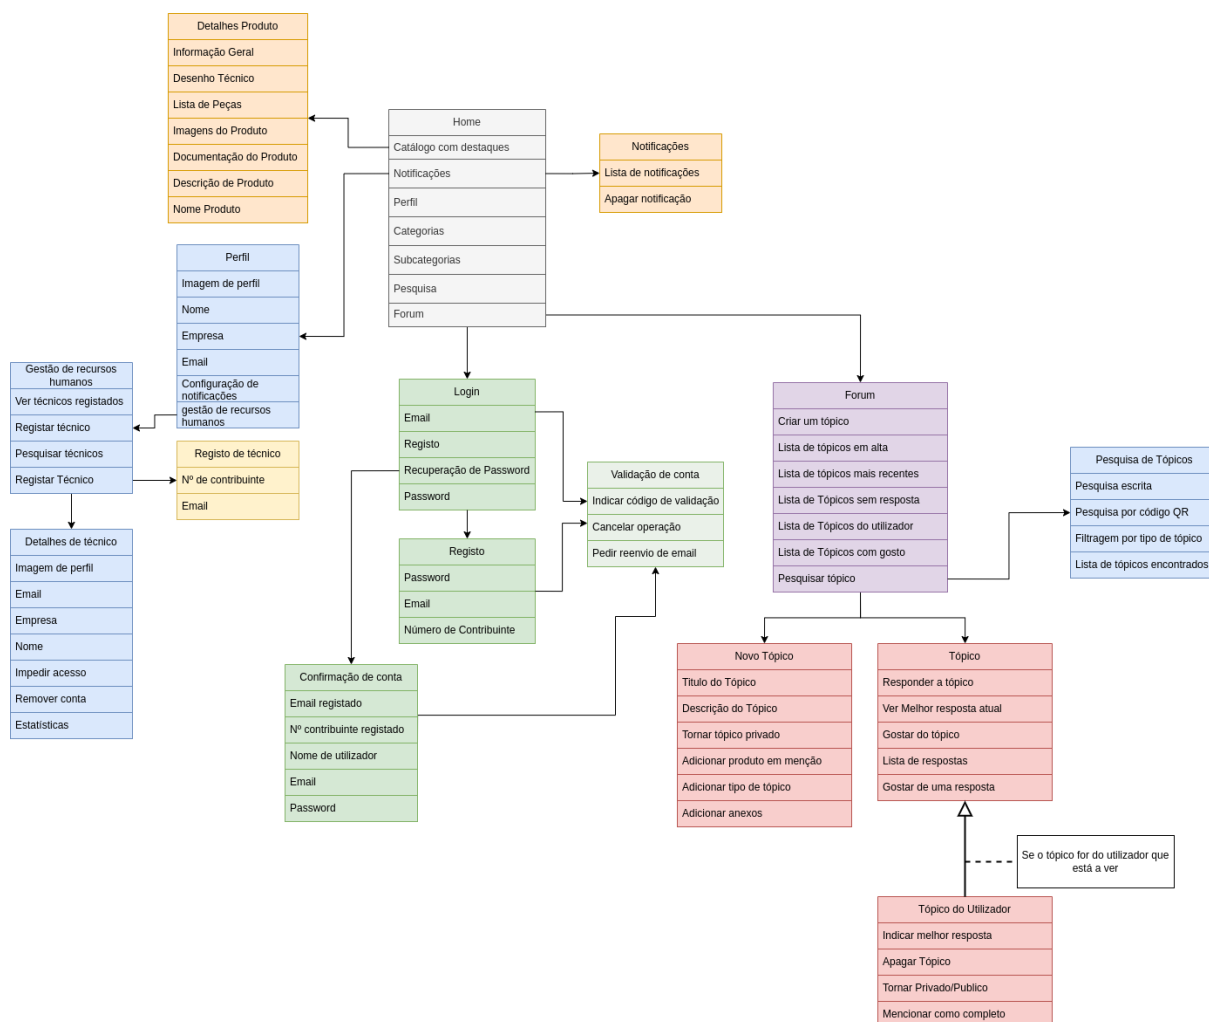 Detalhes Produto
Informação Geral
Desenho Técnico
Lista de Peças
Imagens do Produto
Documentação do Produto
Descrição de Produto
Nome Produto
Home
Catálogo com destaques
Notificações
Perfil
Categorias
Subcategorias
Pesquisa
Forum
Notificações
Lista de notificações
Apagar notificação
Perfil
Imagem de perfil
Nome
Empresa
Email
Configuração de
notificações
gestão de recursos
humanos
Gestão de recursos
humanos
Ver técnicos registados
Registar técnico
Pesquisar técnicos
Registar Técnico
Registo de técnico
Nº de contribuinte
Email
Detalhes de técnico
Imagem de perfil
Email
Empresa
Nome
Impedir acesso
Remover conta
Estatísticas
Login
Email
Registo
Recuperação de Password
Password
Registo
Password
Email
Número de Contribuinte
Validação de conta
Indicar código de validação
Cancelar operação
Pedir reenvio de email
Confirmação de conta
Email registado
Nº contribuinte registado
Nome de utilizador
Email
Password
Forum
Criar um tópico
Lista de tópicos em alta
Lista de tópicos mais recentes
Lista de Tópicos sem resposta
Lista de Tópicos do utilizador
Lista de Tópicos com gosto
Pesquisar tópico
Pesquisa de Tópicos
Pesquisa escrita
Pesquisa por código QR
Filtragem por tipo de tópico
Lista de tópicos encontrados
Novo Tópico
Titulo do Tópico
Descrição do Tópico
Tornar tópico privado
Adicionar produto em menção
Adicionar tipo de tópico
Adicionar anexos
Tópico
Responder a tópico
Ver Melhor resposta atual
Gostar do tópico
Lista de respostas
Gostar de uma resposta
Se o tópico for do utilizador que
está a ver
Tópico do Utilizador
Indicar melhor resposta
Apagar Tópico
Tornar Privado/Publico
Mencionar como completo